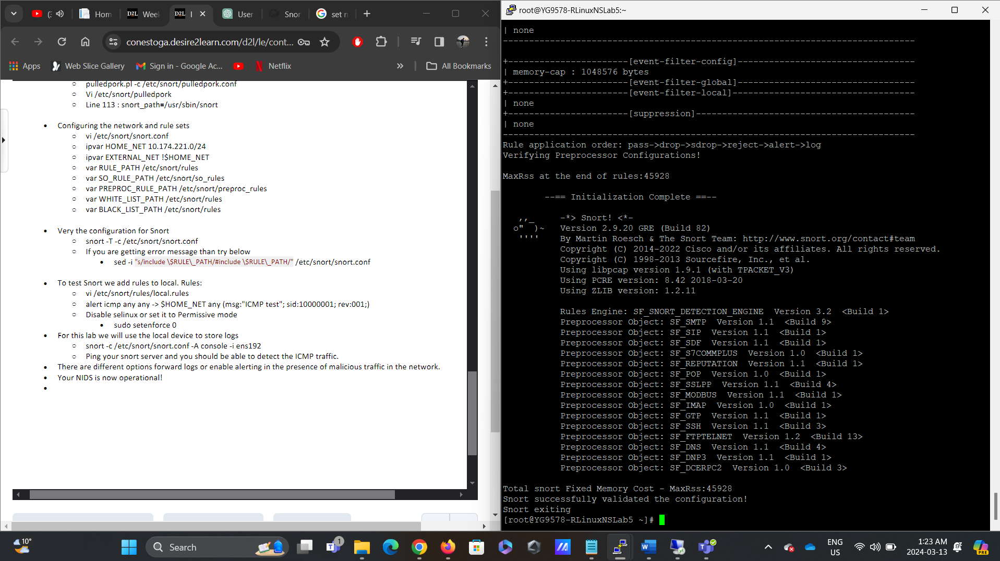 (:
Hom
D2L Wee
D2L I
User
Snor
set n
conestoga.desire2learn.com/d2l/le/cont...
Apps
Web Slice Gallery
Sign in - Google Ac...
Netflix
»
All Bookmarks
pulledpork.pl -c /etc/snort/pulledpork.conf
Vi /etc/snort/pulledpork
Line 113 : snort_path=/usr/sbin/snort
Configuring the network and rule sets
vi /etc/snort/snort.conf
ipvar HOME_NET 10.174.221.0/24
ipvar EXTERNAL_NET !$HOME_NET
var RULE_PATH /etc/snort/rules
var SO_RULE_PATH /etc/snort/so_rules
var PREPROC_RULE_PATH /etc/snort/preproc_rules
var WHITE_LIST_PATH /etc/snort/rules
var BLACK_LIST_PATH /etc/snort/rules
Very the configuration for Snort
snort -T -c /etc/snort/snort.conf
If you are getting error message than try below
sed -i "s/include \$RULE\_PATH/#include \$RULE\_PATH/" /etc/snort/snort.conf
To test Snort we add rules to local. Rules:
vi /etc/snort/rules/local.rules
alert icmp any any -> $HOME_NET any (msg:"ICMP test"; sid:10000001; rev:001;)
Disable selinux or set it to Permissive mode
sudo setenforce 0
For this lab we will use the local device to store logs
snort -c /etc/snort/snort.conf -A console -i ens192
Ping your snort server and you should be able to detect the ICMP traffic.
There are different options forward logs or enable alerting in the presence of malicious traffic in the network.
Your NIDS is now operational!
root@YG9578-RLinuxNSLab5:~
| none
-------------------------------------------------------------------------------
+-----------------------[event-filter-config]----------------------------------
| memory-cap : 1048576 bytes
+-----------------------[event-filter-global]----------------------------------
+-----------------------[event-filter-local]-----------------------------------
| none
+-----------------------[suppression]------------------------------------------
| none
-------------------------------------------------------------------------------
Rule application order: pass->drop->sdrop->reject->alert->log
Verifying Preprocessor Configurations!
MaxRss at the end of rules:45928
--== Initialization Complete ==--
,,_ -*> Snort! <*-
o" )~ Version 2.9.20 GRE (Build 82)
'''' By Martin Roesch & The Snort Team: http://www.snort.org/contact#team
Copyright (C) 2014-2022 Cisco and/or its affiliates. All rights reserved.
Copyright (C) 1998-2013 Sourcefire, Inc., et al.
Using libpcap version 1.9.1 (with TPACKET_V3)
Using PCRE version: 8.42 2018-03-20
Using ZLIB version: 1.2.11
Rules Engine: SF_SNORT_DETECTION_ENGINE Version 3.2 <Build 1>
Preprocessor Object: SF_SMTP Version 1.1 <Build 9>
Preprocessor Object: SF_SIP Version 1.1 <Build 1>
Preprocessor Object: SF_SDF Version 1.1 <Build 1>
Preprocessor Object: SF_S7COMMPLUS Version 1.0 <Build 1>
Preprocessor Object: SF_REPUTATION Version 1.1 <Build 1>
Preprocessor Object: SF_POP Version 1.0 <Build 1>
Preprocessor Object: SF_SSLPP Version 1.1 <Build 4>
Preprocessor Object: SF_MODBUS Version 1.1 <Build 1>
Preprocessor Object: SF_IMAP Version 1.0 <Build 1>
Preprocessor Object: SF_GTP Version 1.1 <Build 1>
Preprocessor Object: SF_SSH Version 1.1 <Build 3>
Preprocessor Object: SF_FTPTELNET Version 1.2 <Build 13>
Preprocessor Object: SF_DNS Version 1.1 <Build 4>
Preprocessor Object: SF_DNP3 Version 1.1 <Build 1>
Preprocessor Object: SF_DCERPC2 Version 1.0 <Build 3>
Total snort Fixed Memory Cost - MaxRss:45928
Snort successfully validated the configuration!
Snort exiting
[root@YG9578-RLinuxNSLab5 ~]#
10°
Search
1
ENG
US
1:23 AM
2024-03-13
PRE